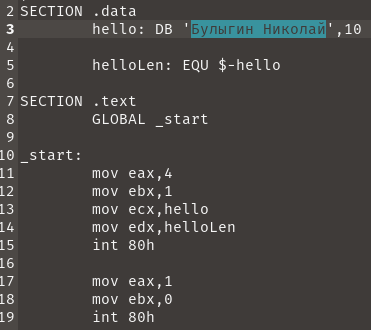 2 SECTION .data
3 hello: DB 'Булыгин Николай',10
4
5 helloLen: EQU $-hello
6
7 SECTION .text
8 GLOBAL _start
9
10 _start:
11 mov eax,4
12 mov ebx,1
13 mov ecx,hello
14 mov edx,helloLen
15 int 80h
16
17 mov eax,1
18 mov ebx,0
19 int 80h